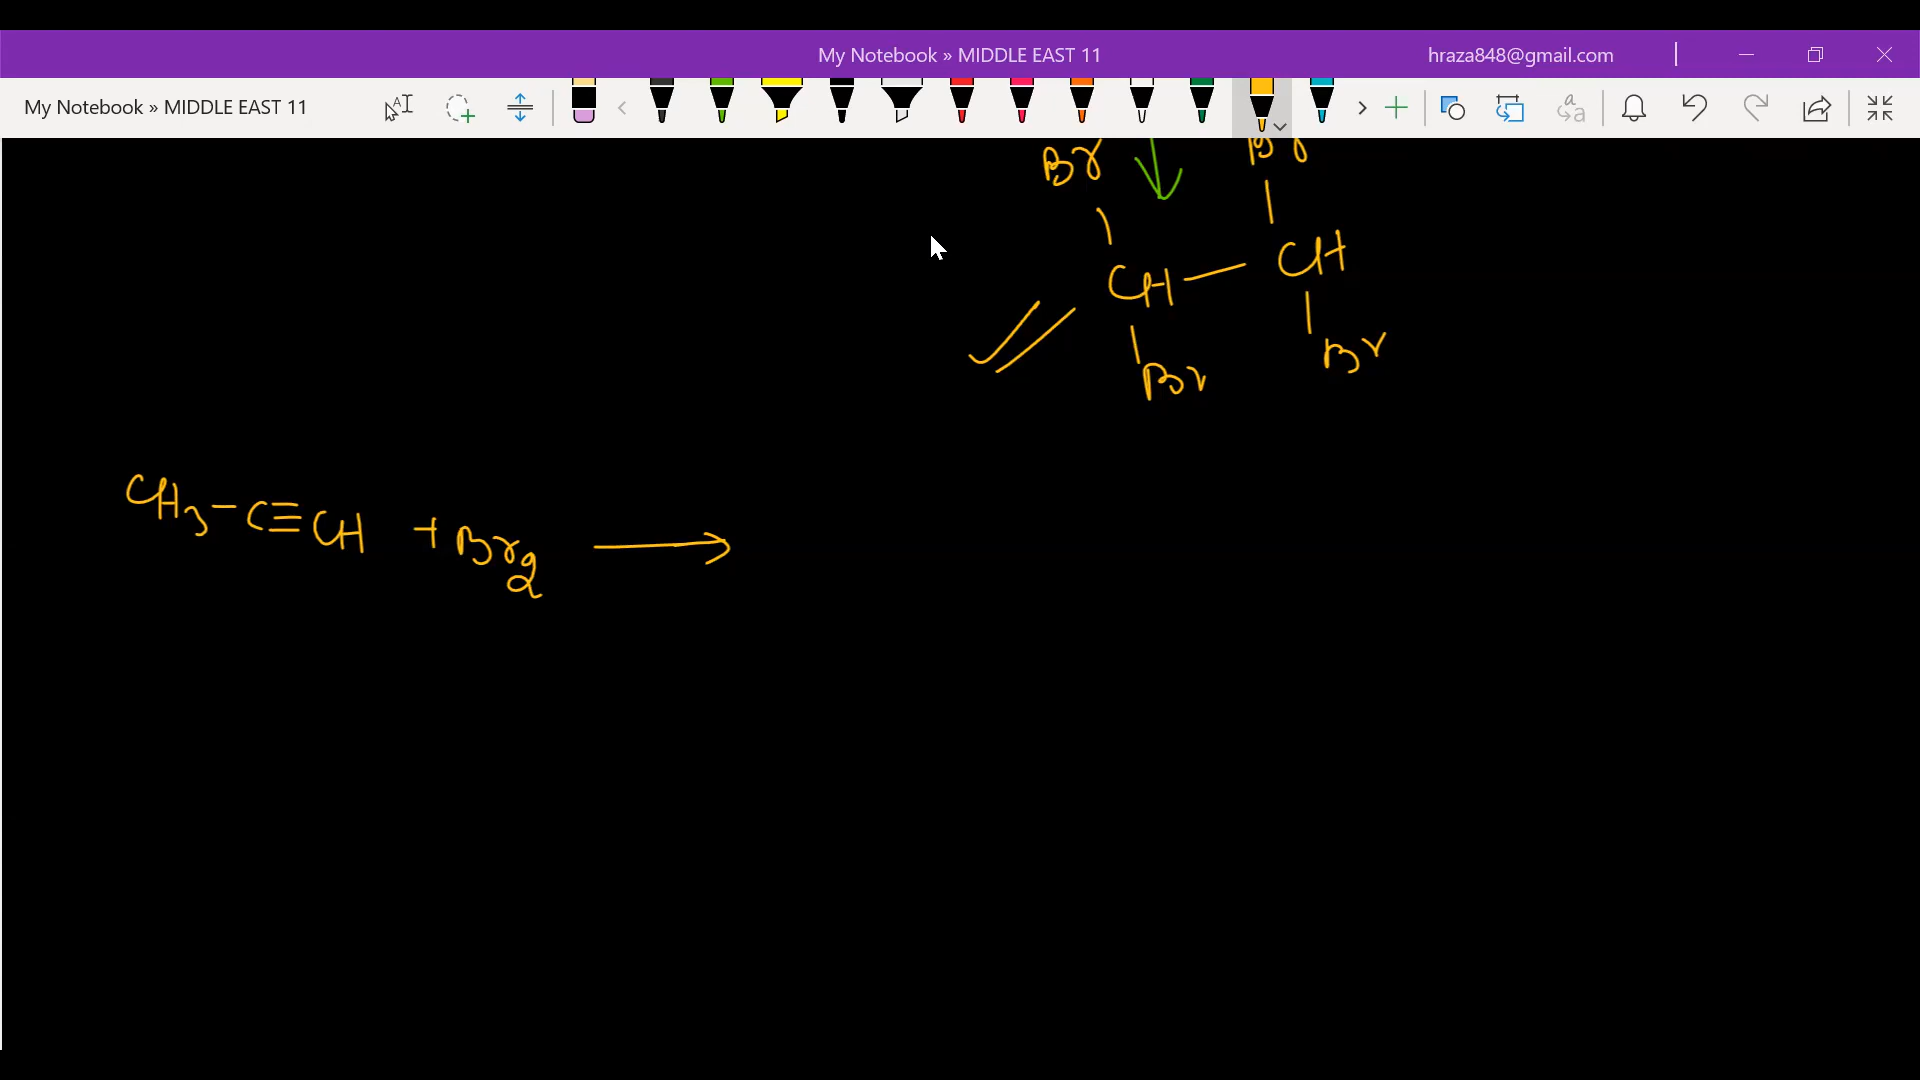 My Notebook » MIDDLE EAST 11
hraza848@gmail.com
My Notebook » MIDDLE EAST 11
Br Br
CH — CH
Br Br
CH₃ – C ≡ CH + Br₂ ⟶